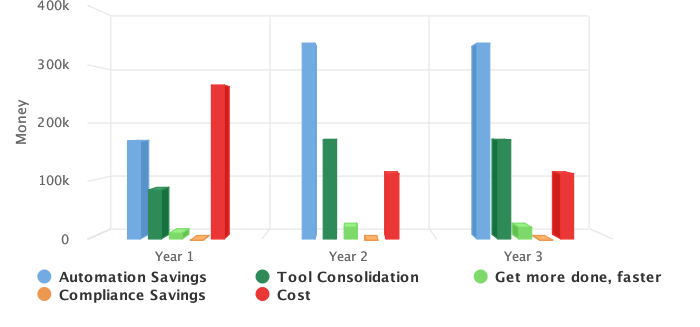 400k
300k
200k
100k
0
Money
Year 1 Year 2 Year 3
Automation Savings Tool Consolidation Get more done, faster
Compliance Savings Cost